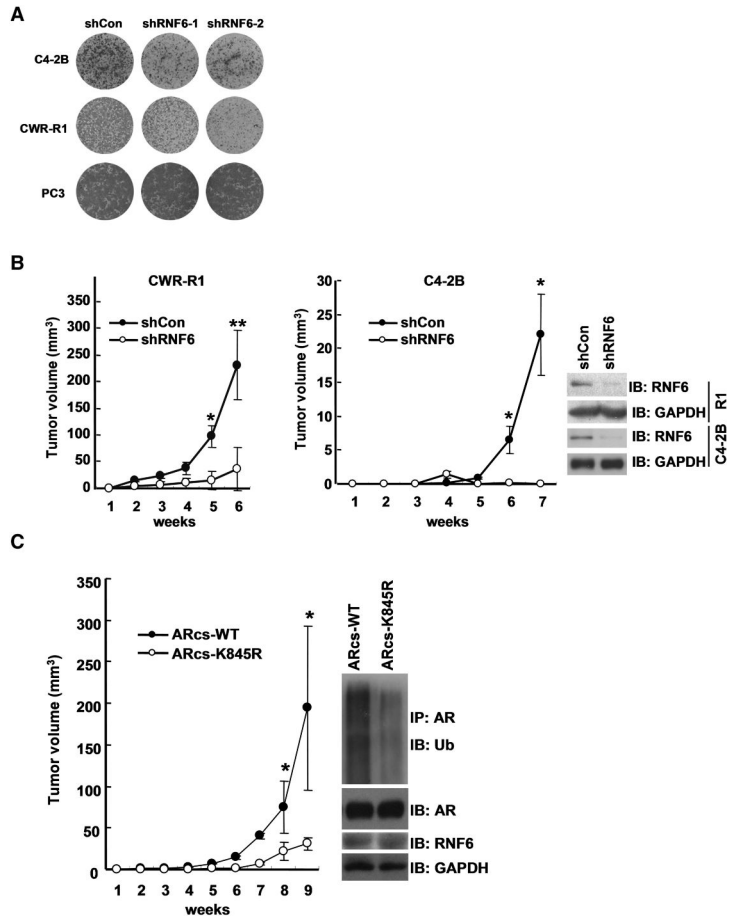 A
shCon shRNF6-1 shRNF6-2
C4-2B
CWR-R1
PC3
B
CWR-R1
Tumor volume (mm3)
350
300
250
200
150
100
50
0
shCon
shRNF6
*
**
1 2 3 4 5 6
weeks
C4-2B
Tumor volume (mm3)
30
25
20
15
10
5
0
shCon
shRNF6
*
*
1 2 3 4 5 6 7
weeks
shCon
shRNF6
IB: RNF6
IB: GAPDH
R1
IB: RNF6
IB: GAPDH
C4-2B
C
Tumor volume (mm3)
350
300
250
200
150
100
50
0
ARcs-WT
ARcs-K845R
*
*
1 2 3 4 5 6 7 8 9
weeks
ARcs-WT
ARcs-K845R
IP: AR
IB: Ub
IB: AR
IB: RNF6
IB: GAPDH